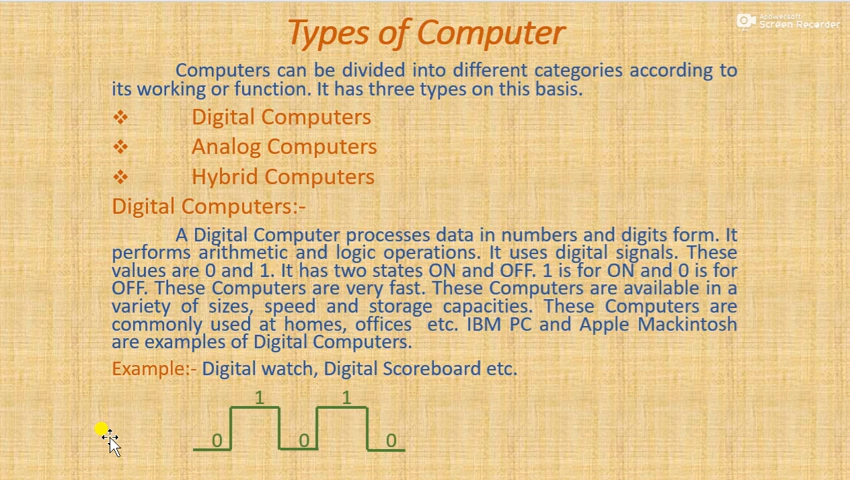 Types of Computer
Apowersoft
Screen Recorder
Computers can be divided into different categories according to
its working or function. It has three types on this basis.
❖ Digital Computers
❖ Analog Computers
❖ Hybrid Computers
Digital Computers:-
A Digital Computer processes data in numbers and digits form. It
performs arithmetic and logic operations. It uses digital signals. These
values are 0 and 1. It has two states ON and OFF. 1 is for ON and 0 is for
OFF. These Computers are very fast. These Computers are available in a
variety of sizes, speed and storage capacities. These Computers are
commonly used at homes, offices etc. IBM PC and Apple Mackintosh
are examples of Digital Computers.
Example:- Digital watch, Digital Scoreboard etc.
1 1
0 0 0